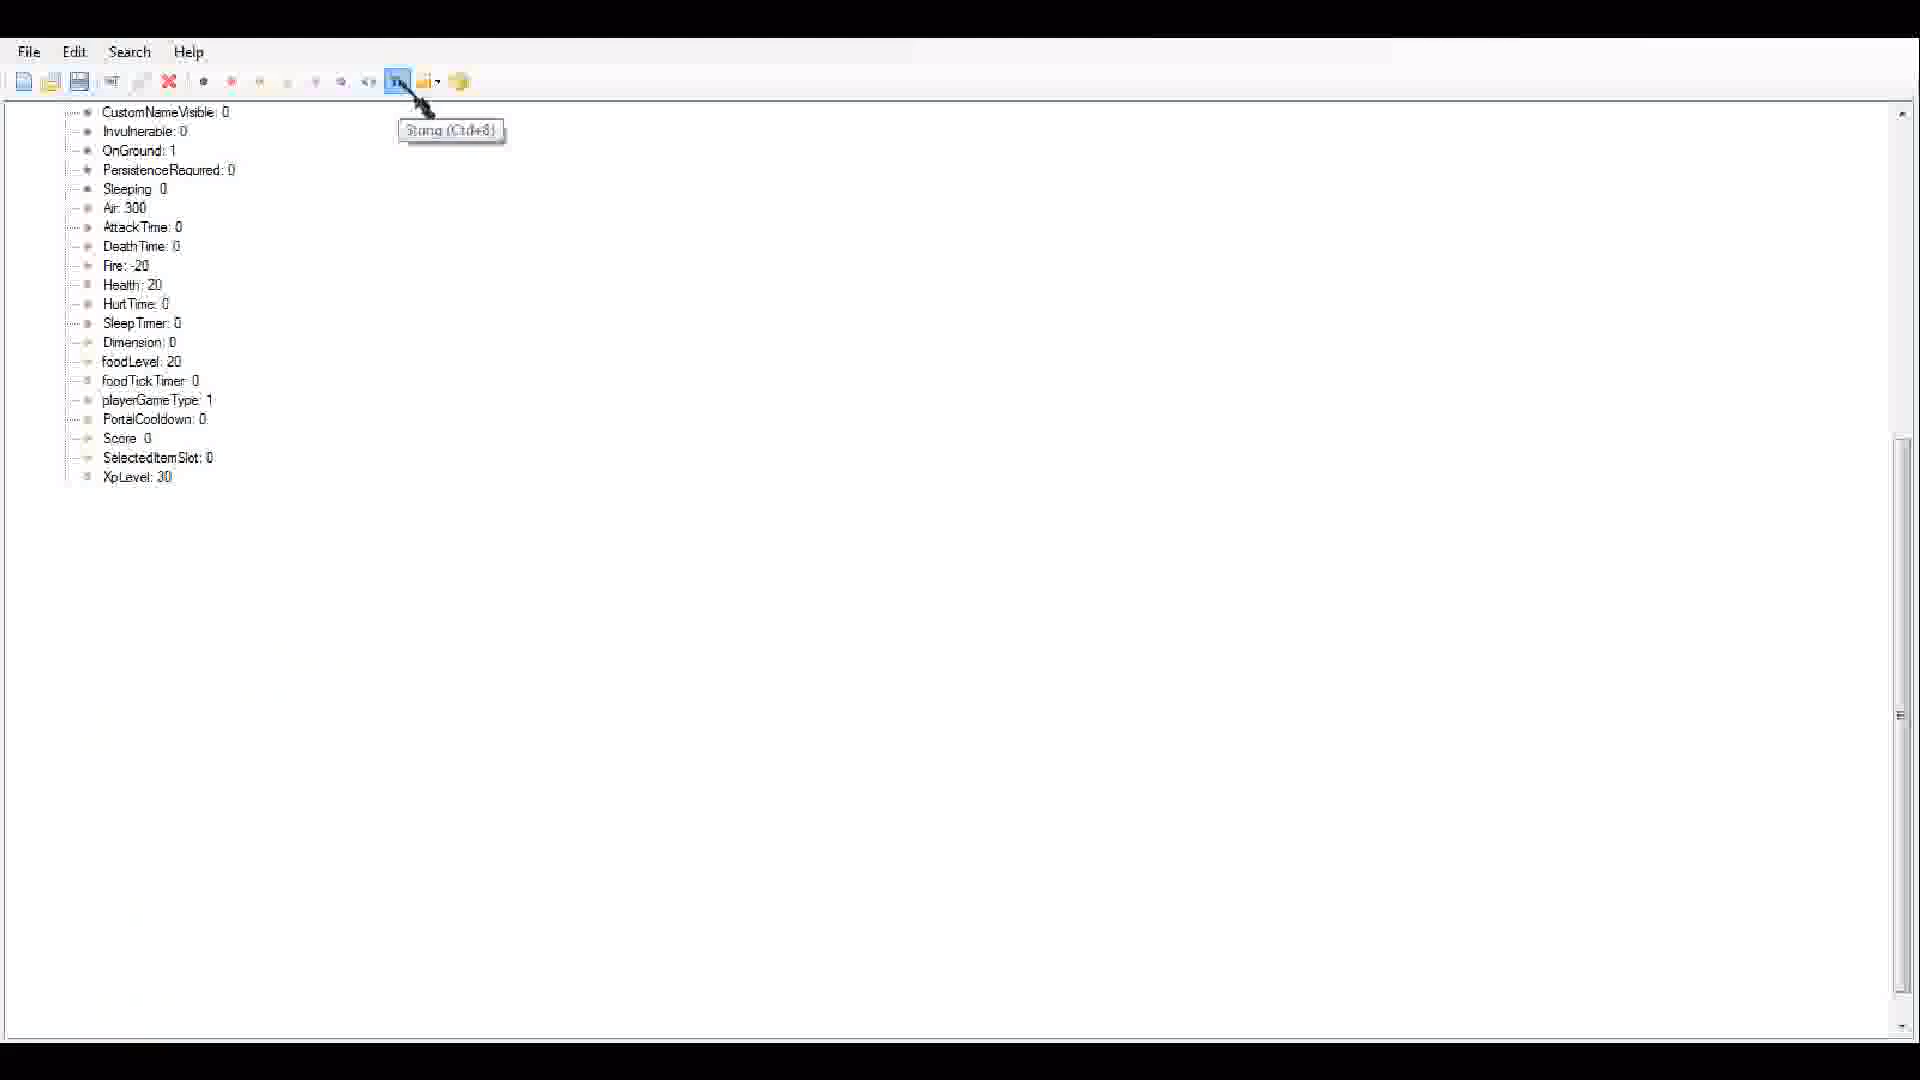 File Edit Search Help
String (Ctrl+8)
CustomNameVisible: 0
Invulnerable: 0
OnGround: 1
PersistenceRequired: 0
Sleeping: 0
Air: 300
AttackTime: 0
DeathTime: 0
Fire: -20
Health: 20
HurtTime: 0
SleepTimer: 0
Dimension: 0
foodLevel: 20
foodTickTimer: 0
playerGameType: 1
PortalCooldown: 0
Score: 0
SelectedItemSlot: 0
XpLevel: 30